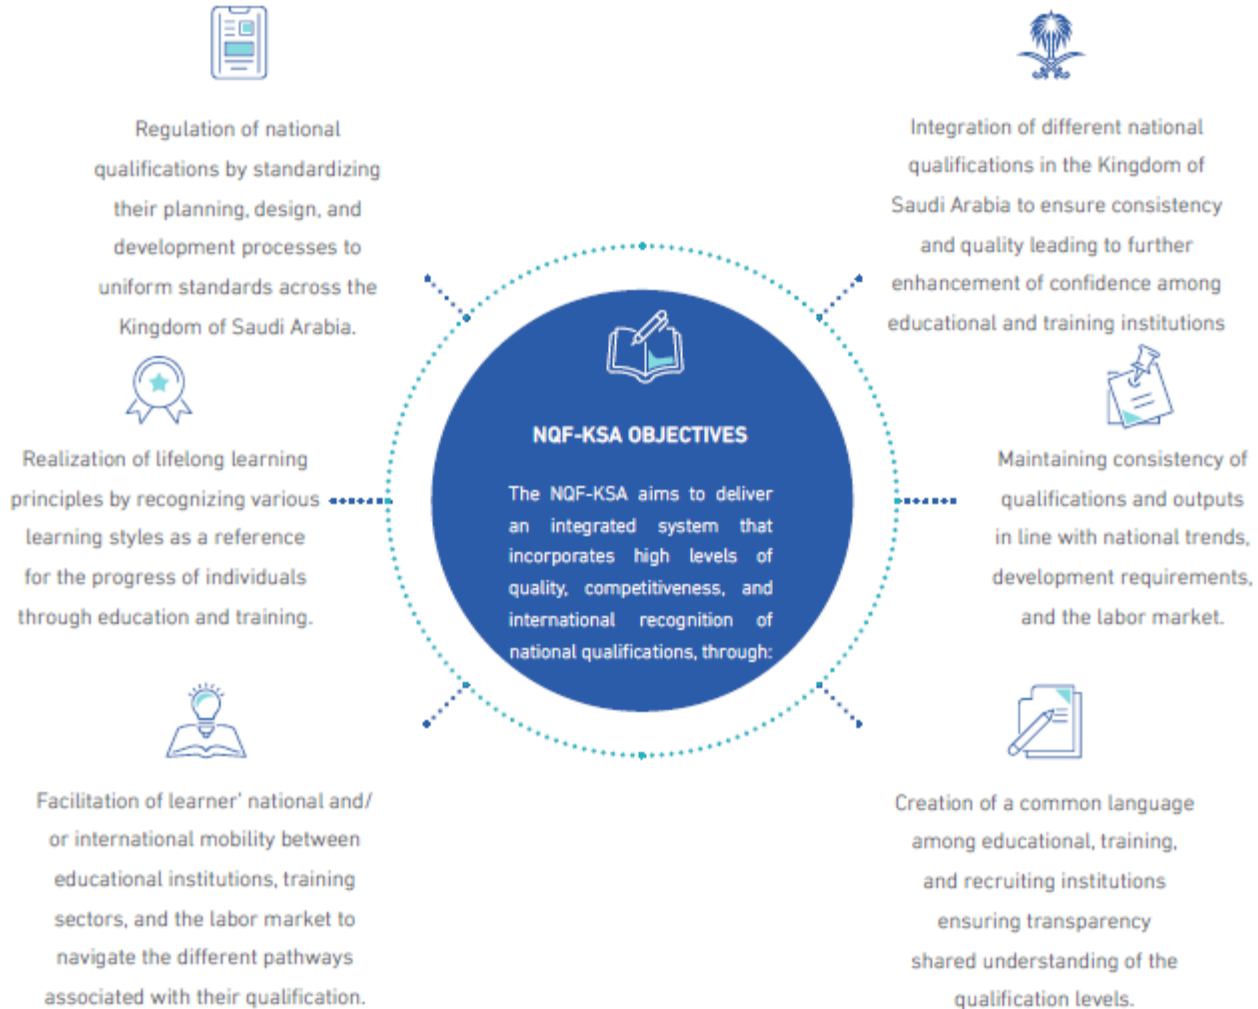 Regulation of national
qualifications by standardizing
their planning, design, and
development processes to
uniform standards across the
Kingdom of Saudi Arabia.
Integration of different national
qualifications in the Kingdom of
Saudi Arabia to ensure consistency
and quality leading to further
enhancement of confidence among
educational and training institutions
NQF-KSA OBJECTIVES
The NQF-KSA aims to deliver
an integrated system that
incorporates high levels of
quality, competitiveness, and
international recognition of
national qualifications, through:
Realization of lifelong learning
principles by recognizing various
learning styles as a reference
for the progress of individuals
through education and training.
Maintaining consistency of
qualifications and outputs
in line with national trends,
development requirements,
and the labor market.
Facilitation of learner' national and/
or international mobility between
educational institutions, training
sectors, and the labor market to
navigate the different pathways
associated with their qualification.
Creation of a common language
among educational, training,
and recruiting institutions
ensuring transparency
shared understanding of the
qualification levels.